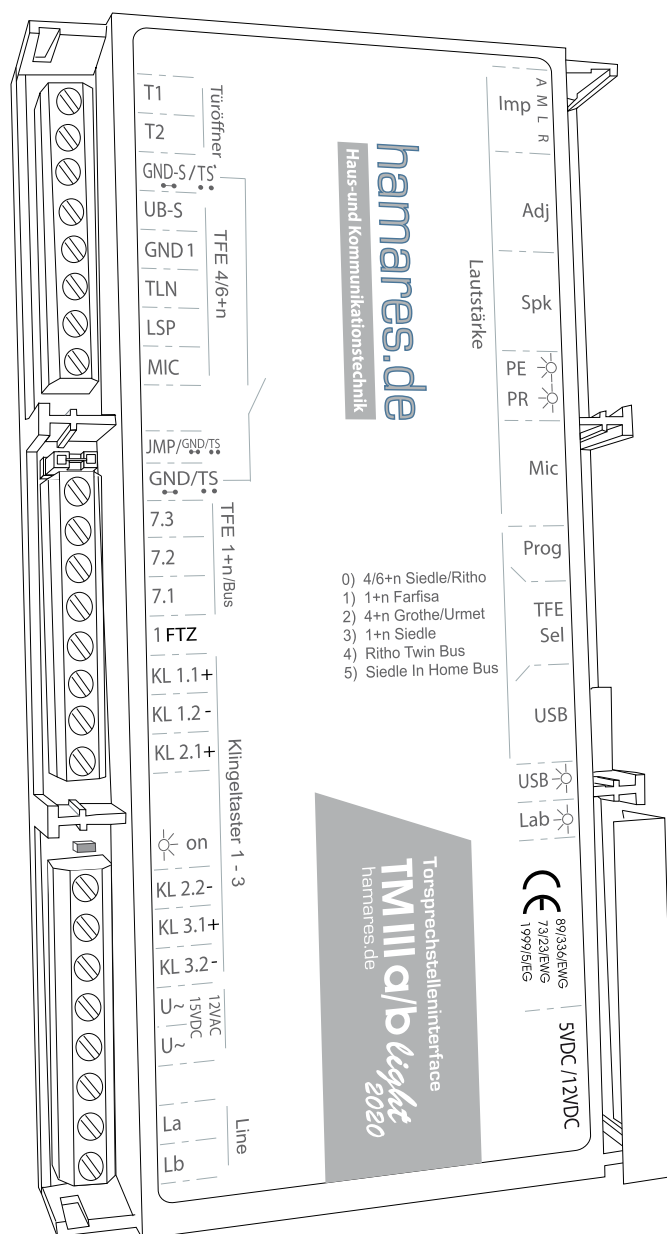 T1
T2
Türöffner
GND-S/TS
UB-S
GND 1
TLN
LSP
MIC
TFE 4/6+n
JMP/GND/TS
GND/TS
7.3
7.2
7.1
TFE 1+n/Bus
1 FTZ
KL 1.1+
KL 1.2-
KL 2.1+
Klingeltaster 1 - 3
on
KL 2.2-
KL 3.1+
KL 3.2-
U~
U~
12VAC
15VDC
La
Lb
Line
hamares.de
Haus-und Kommunikationstechnik
Lautstärke
A M L R
Imp
Adj
Spk
PE
PR
Mic
Prog
TFE
Sel
USB
USB
Lab
0) 4/6+n Siedle/Ritho
1) 1+n Farfisa
2) 4+n Grothe/Urmet
3) 1+n Siedle
4) Ritho Twin Bus
5) Siedle In Home Bus
Torsprechstelleninterface
TM III a/b light
2020
hamares.de
CE
89/336/EWG
73/23/EWG
1999/5/EG
5VDC /12VDC